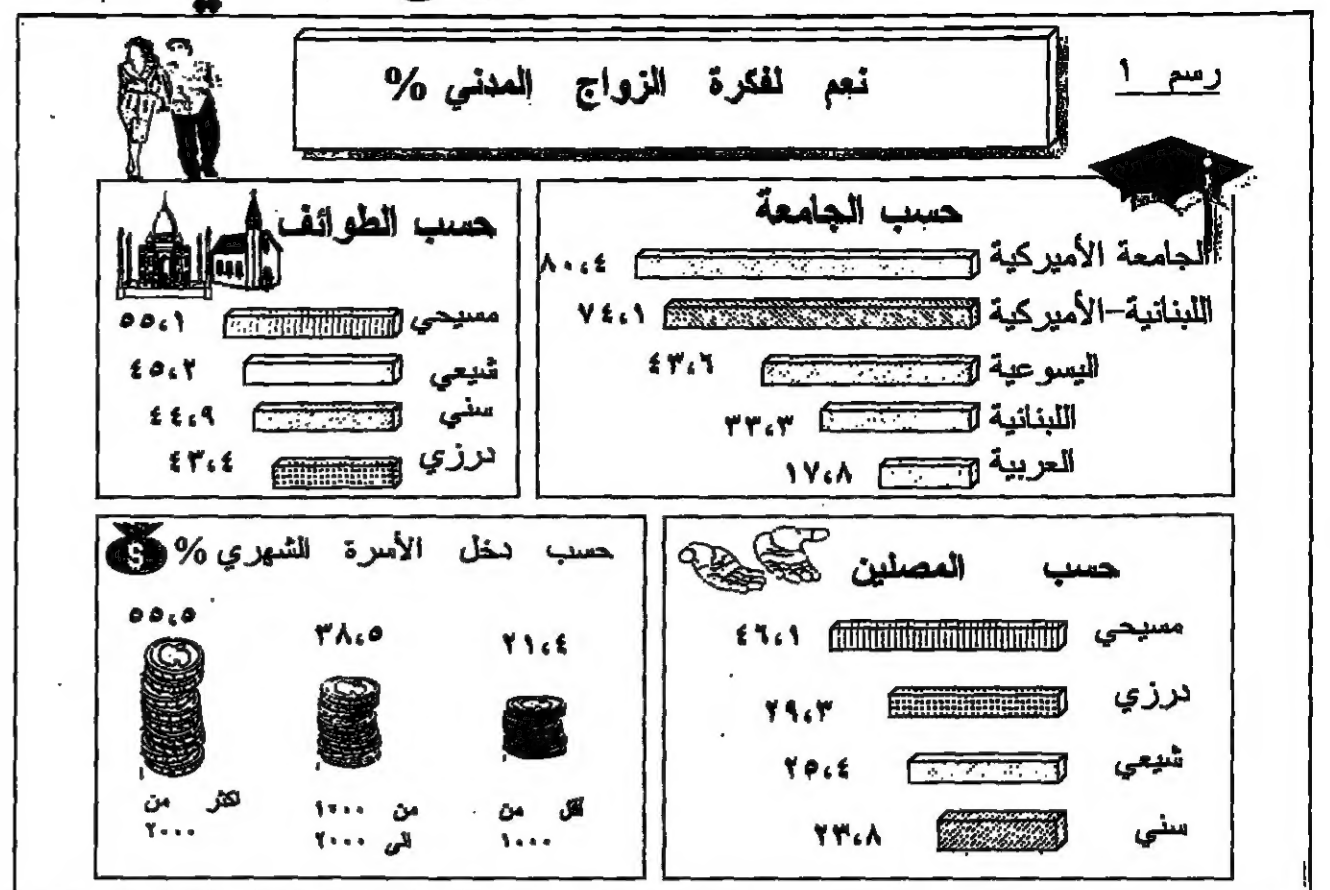 رسم ١
نعم لفكرة الزواج المدني %
حسب الجامعة
الجامعة الأميركية ٨٠،٤
اللبنانية-الأميركية ٧٤،١
اليسوعية ٤٣،٦
اللبنانية ٣٣،٣
العربية ١٧،٨
حسب الطوائف
مسيحي ٥٥،١
شيعي ٤٥،٢
سني ٤٤،٩
درزي ٤٣،٤
حسب المصلين
مسيحي ٤٦،١
درزي ٢٩،٣
شيعي ٢٥،٤
سني ٢٣،٨
حسب دخل الأسرة الشهري %
٢١،٤
أقل من
١٠٠٠
٣٨،٥
من ١٠٠٠
الى ٢٠٠٠
٥٥،٥
أكثر من
٢٠٠٠